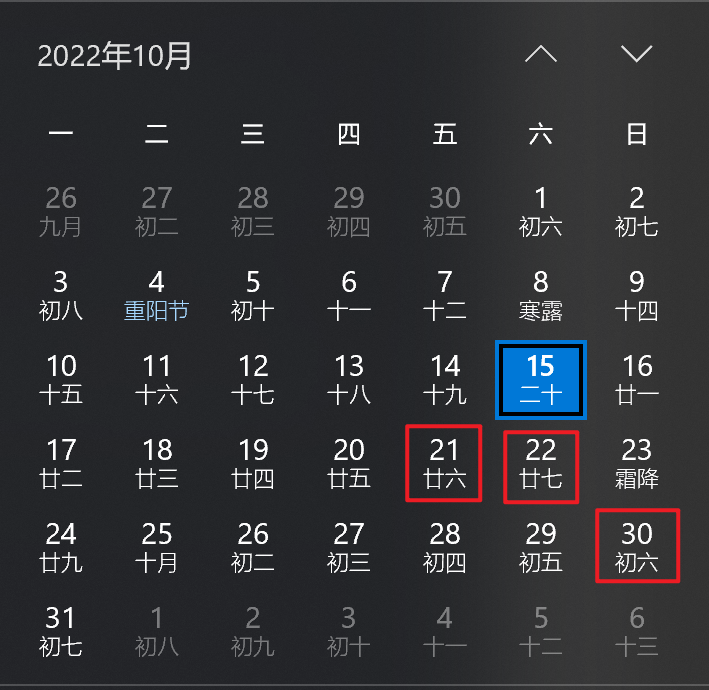 2022年10月
一 二 三 四 五 六 日
26 27 28 29 30 1 2
九月 初二 初三 初四 初五 初六 初七
3 4 5 6 7 8 9
初八 重阳节 初十 十一 十二 寒露 十四
10 11 12 13 14 15 16
十五 十六 十七 十八 十九 二十 廿一
17 18 19 20 21 22 23
廿二 廿三 廿四 廿五 廿六 廿七 霜降
24 25 26 27 28 29 30
廿九 十月 初二 初三 初四 初五 初六
31 1 2 3 4 5 6
初七 初八 初九 初十 十一 十二 十三